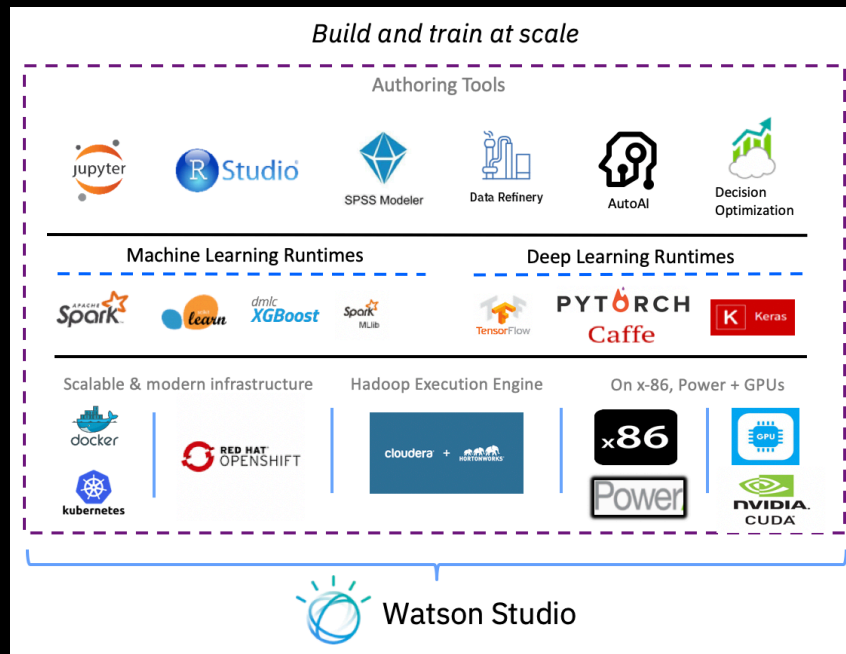 Build and train at scale
Authoring Tools
jupyter
R Studio
SPSS Modeler
Data Refinery
AutoAI
Decision
Optimization
Machine Learning Runtimes
Deep Learning Runtimes
APACHE
Spark
learn
dmlc
XGBoost
Spark
MLlib
TensorFlow
PYTORCH
Caffe
K Keras
Scalable & modern infrastructure
Hadoop Execution Engine
On x-86, Power + GPUs
docker
kubernetes
RED HAT
OPENSHIFT
cloudera + HORTONWORKS
x86
Power
GPU
NVIDIA.
CUDA
Watson Studio